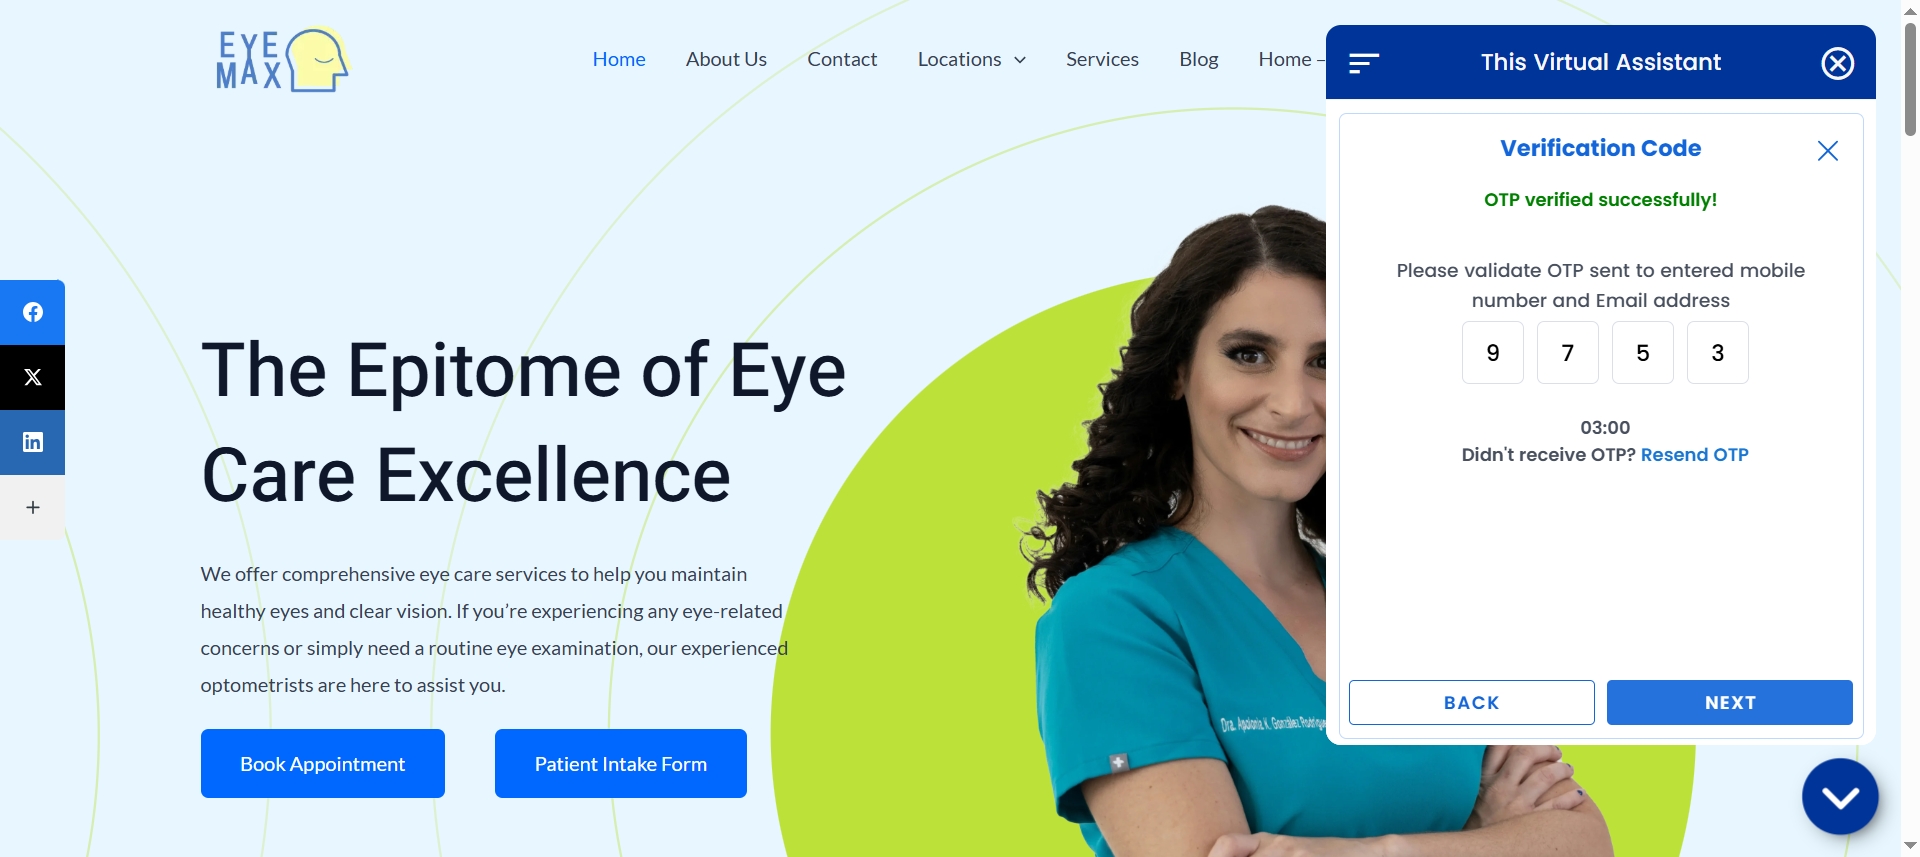 EYE
MAX
Home
About Us
Contact
Locations
Services
Blog
Home –
The Epitome of Eye
Care Excellence
We offer comprehensive eye care services to help you maintain
healthy eyes and clear vision. If you’re experiencing any eye-related
concerns or simply need a routine eye examination, our experienced
optometrists are here to assist you.
Book Appointment
Patient Intake Form
Dra. Apolonia K. González Rodrígue
This Virtual Assistant
Verification Code
OTP verified successfully!
Please validate OTP sent to entered mobile
number and Email address
9 7 5 3
03:00
Didn't receive OTP? Resend OTP
BACK
NEXT